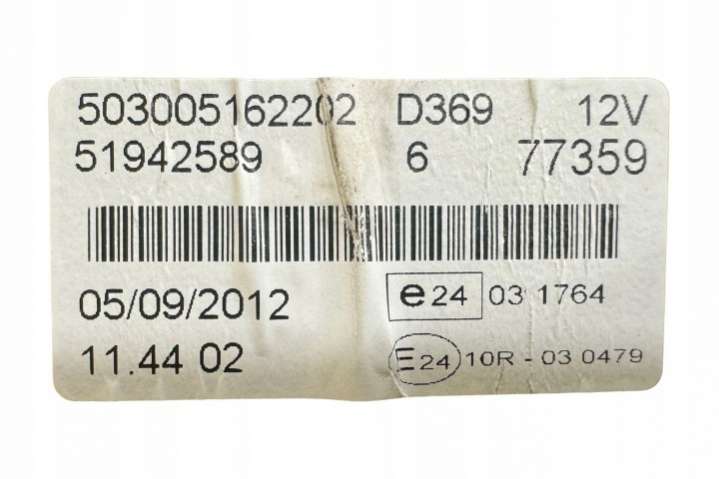 503005162202 D369 12V
51942589 6 77359
05/09/2012 e24 03 1764
11.44 02 E24 10R - 03 0479